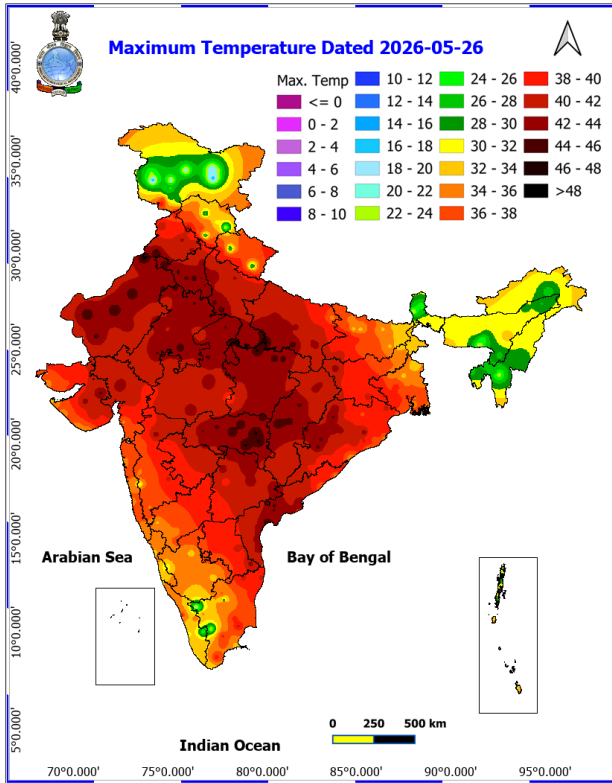 Maximum Temperature Dated 2026-05-26
Max. Temp
<= 0
0 - 2
2 - 4
4 - 6
6 - 8
8 - 10
10 - 12
12 - 14
14 - 16
16 - 18
18 - 20
20 - 22
22 - 24
24 - 26
26 - 28
28 - 30
30 - 32
32 - 34
34 - 36
36 - 38
38 - 40
40 - 42
42 - 44
44 - 46
46 - 48
>48
40°0.000'
35°0.000'
30°0.000'
25°0.000'
20°0.000'
15°0.000'
10°0.000'
5°0.000'
Arabian Sea
Bay of Bengal
Indian Ocean
0 250 500 km
70°0.000' 75°0.000' 80°0.000' 85°0.000' 90°0.000' 95°0.000'